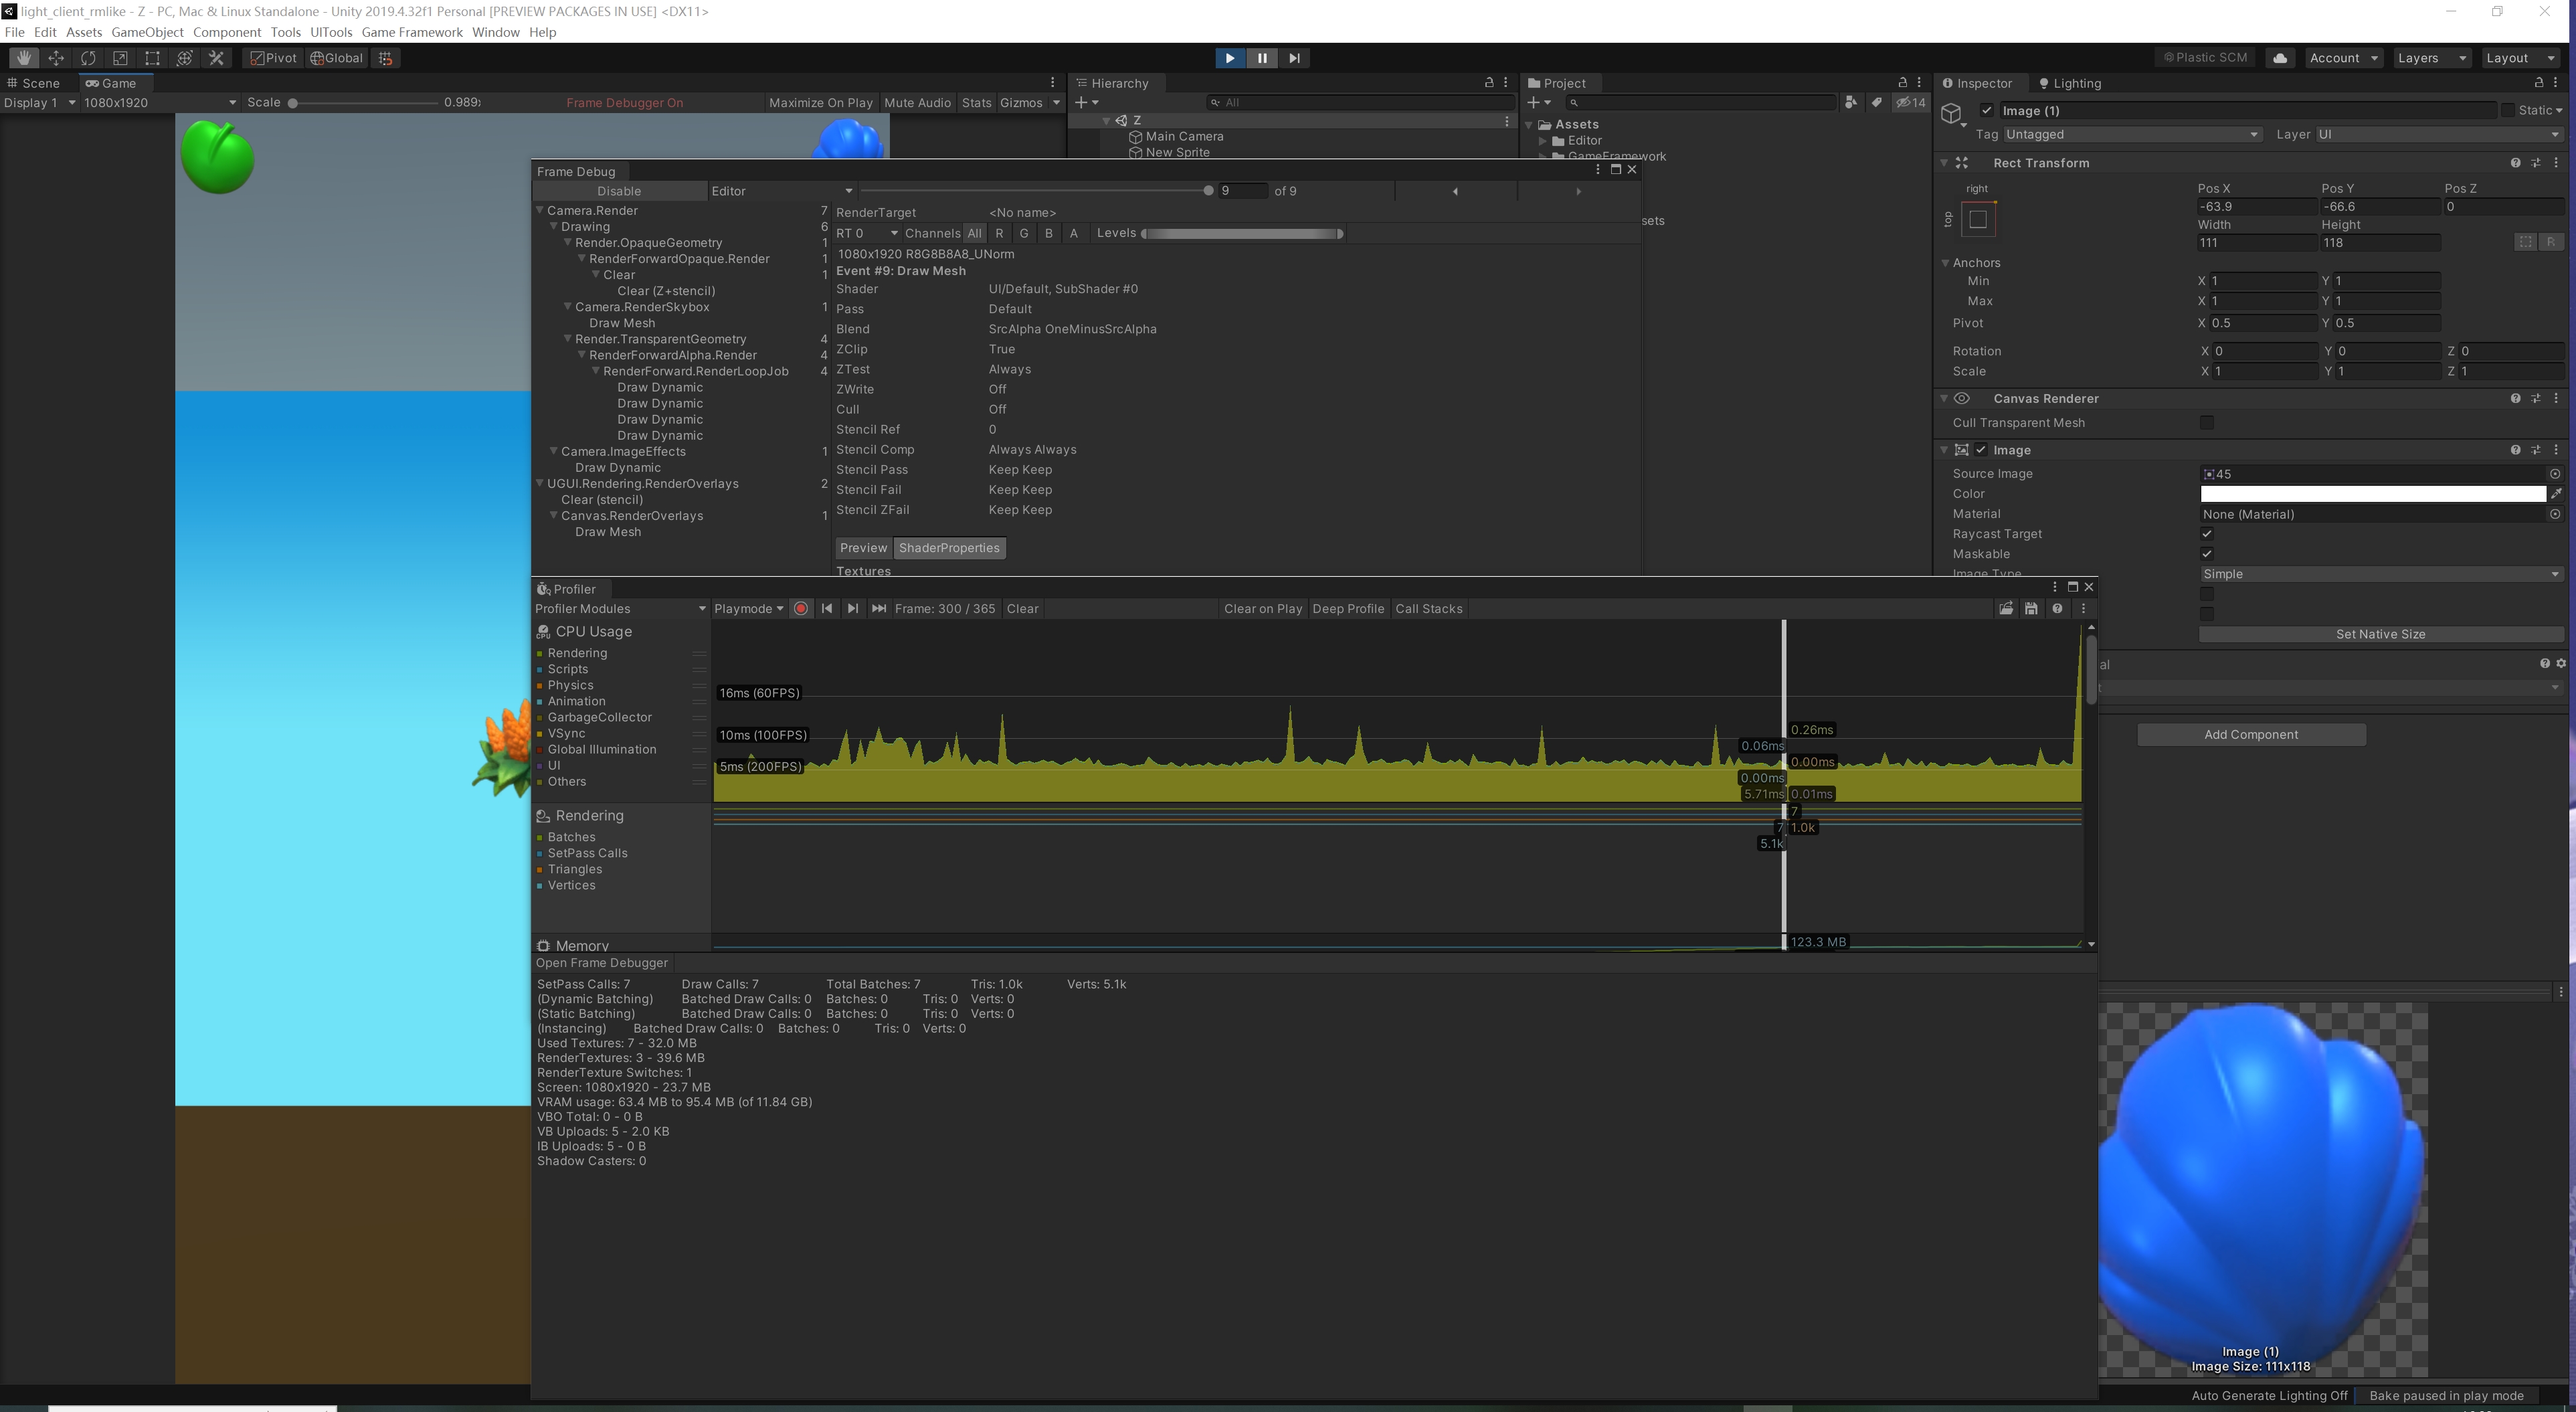 light_client_rmlike - Z - PC, Mac & Linux Standalone - Unity 2019.4.32f1 Personal [PREVIEW PACKAGES IN USE] <DX11>
File Edit Assets GameObject Component Tools UITools Game Framework Window Help
Pivot Global Plastic SCM Account Layers Layout
Scene Game
Display 1 1080x1920 Scale 0.989x Frame Debugger On Maximize On Play Mute Audio Stats Gizmos
Hierarchy
All
Z
Main Camera
New Sprite
Project
14
Assets
Editor
GameFramework
sets
Frame Debug
Disable Editor 9 of 9
Camera.Render 7
Drawing 6
Render.OpaqueGeometry 1
RenderForwardOpaque.Render 1
Clear 1
Clear (Z+stencil)
Camera.RenderSkybox 1
Draw Mesh
Render.TransparentGeometry 4
RenderForwardAlpha.Render 4
RenderForward.RenderLoopJob 4
Draw Dynamic
Draw Dynamic
Draw Dynamic
Draw Dynamic
Camera.ImageEffects 1
Draw Dynamic
UGUI.Rendering.RenderOverlays 2
Clear (stencil)
Canvas.RenderOverlays 1
Draw Mesh
RenderTarget <No name>
RT 0 Channels All R G B A Levels
1080x1920 R8G8B8A8_UNorm
Event #9: Draw Mesh
Shader UI/Default, SubShader #0
Pass Default
Blend SrcAlpha OneMinusSrcAlpha
ZClip True
ZTest Always
ZWrite Off
Cull Off
Stencil Ref 0
Stencil Comp Always Always
Stencil Pass Keep Keep
Stencil Fail Keep Keep
Stencil ZFail Keep Keep
Preview ShaderProperties
Textures
Profiler
Profiler Modules Playmode Frame: 300 / 365 Clear Clear on Play Deep Profile Call Stacks
CPU Usage
Rendering
Scripts
Physics
Animation
GarbageCollector
VSync
Global Illumination
UI
Others
16ms (60FPS)
10ms (100FPS)
5ms (200FPS)
0.26ms
0.06ms
0.00ms
0.00ms
5.71ms 0.01ms
Rendering
Batches
SetPass Calls
Triangles
Vertices
7
7 1.0k
5.1k
Memory
123.3 MB
Open Frame Debugger
SetPass Calls: 7 Draw Calls: 7 Total Batches: 7 Tris: 1.0k Verts: 5.1k
(Dynamic Batching) Batched Draw Calls: 0 Batches: 0 Tris: 0 Verts: 0
(Static Batching) Batched Draw Calls: 0 Batches: 0 Tris: 0 Verts: 0
(Instancing) Batched Draw Calls: 0 Batches: 0 Tris: 0 Verts: 0
Used Textures: 7 - 32.0 MB
RenderTextures: 3 - 39.6 MB
RenderTexture Switches: 1
Screen: 1080x1920 - 23.7 MB
VRAM usage: 63.4 MB to 95.4 MB (of 11.84 GB)
VBO Total: 0 - 0 B
VB Uploads: 5 - 2.0 KB
IB Uploads: 5 - 0 B
Shadow Casters: 0
Inspector Lighting
Image (1) Static
Tag Untagged Layer UI
Rect Transform
right
top
Pos X Pos Y Pos Z
-63.9 -66.6 0
Width Height
111 118
R
Anchors
Min X 1 Y 1
Max X 1 Y 1
Pivot X 0.5 Y 0.5
Rotation X 0 Y 0 Z 0
Scale X 1 Y 1 Z 1
Canvas Renderer
Cull Transparent Mesh
Image
Source Image 45
Color
Material None (Material)
Raycast Target
Maskable
Image Type Simple
Set Native Size
al
t
Add Component
Image (1)
Image Size: 111x118
Auto Generate Lighting Off Bake paused in play mode